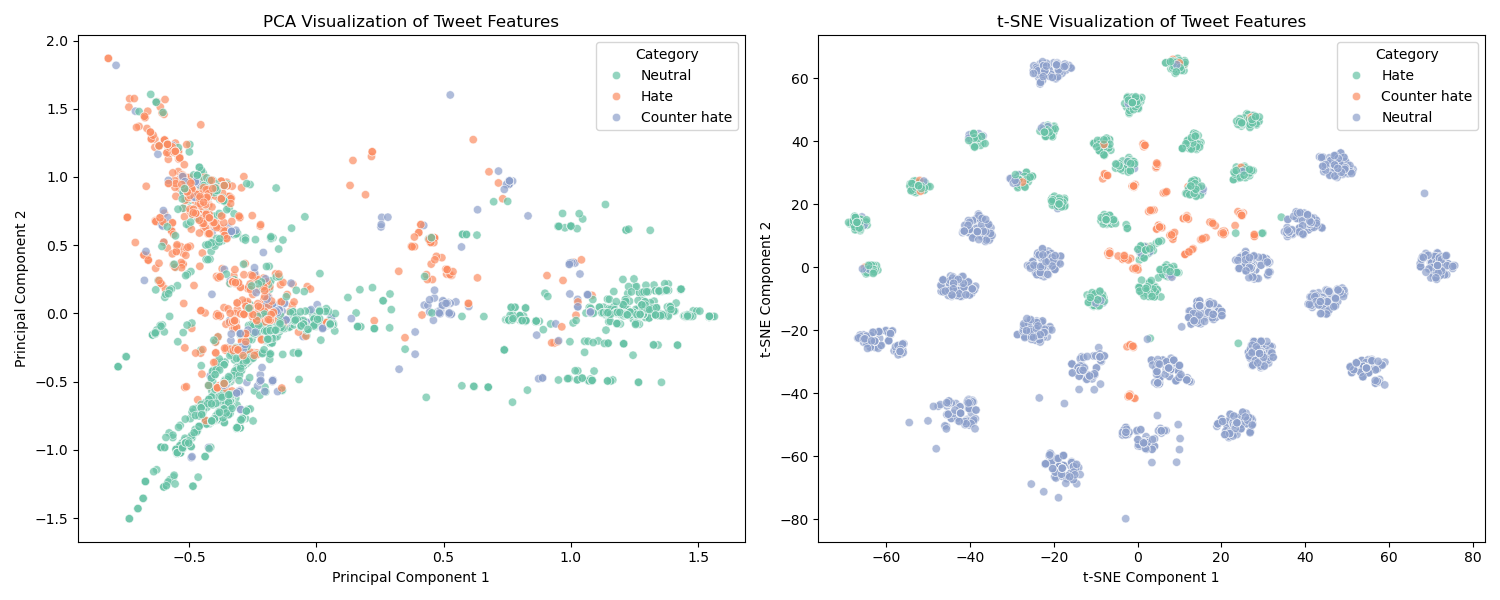 PCA Visualization of Tweet Features
2.0
1.5
1.0
0.5
0.0
−0.5
−1.0
−1.5
Principal Component 2
−0.5
0.0
0.5
1.0
1.5
Principal Component 1
Category
Neutral
Hate
Counter hate
t-SNE Visualization of Tweet Features
60
40
20
0
−20
−40
−60
−80
t-SNE Component 2
−60
−40
−20
0
20
40
60
80
t-SNE Component 1
Category
Hate
Counter hate
Neutral